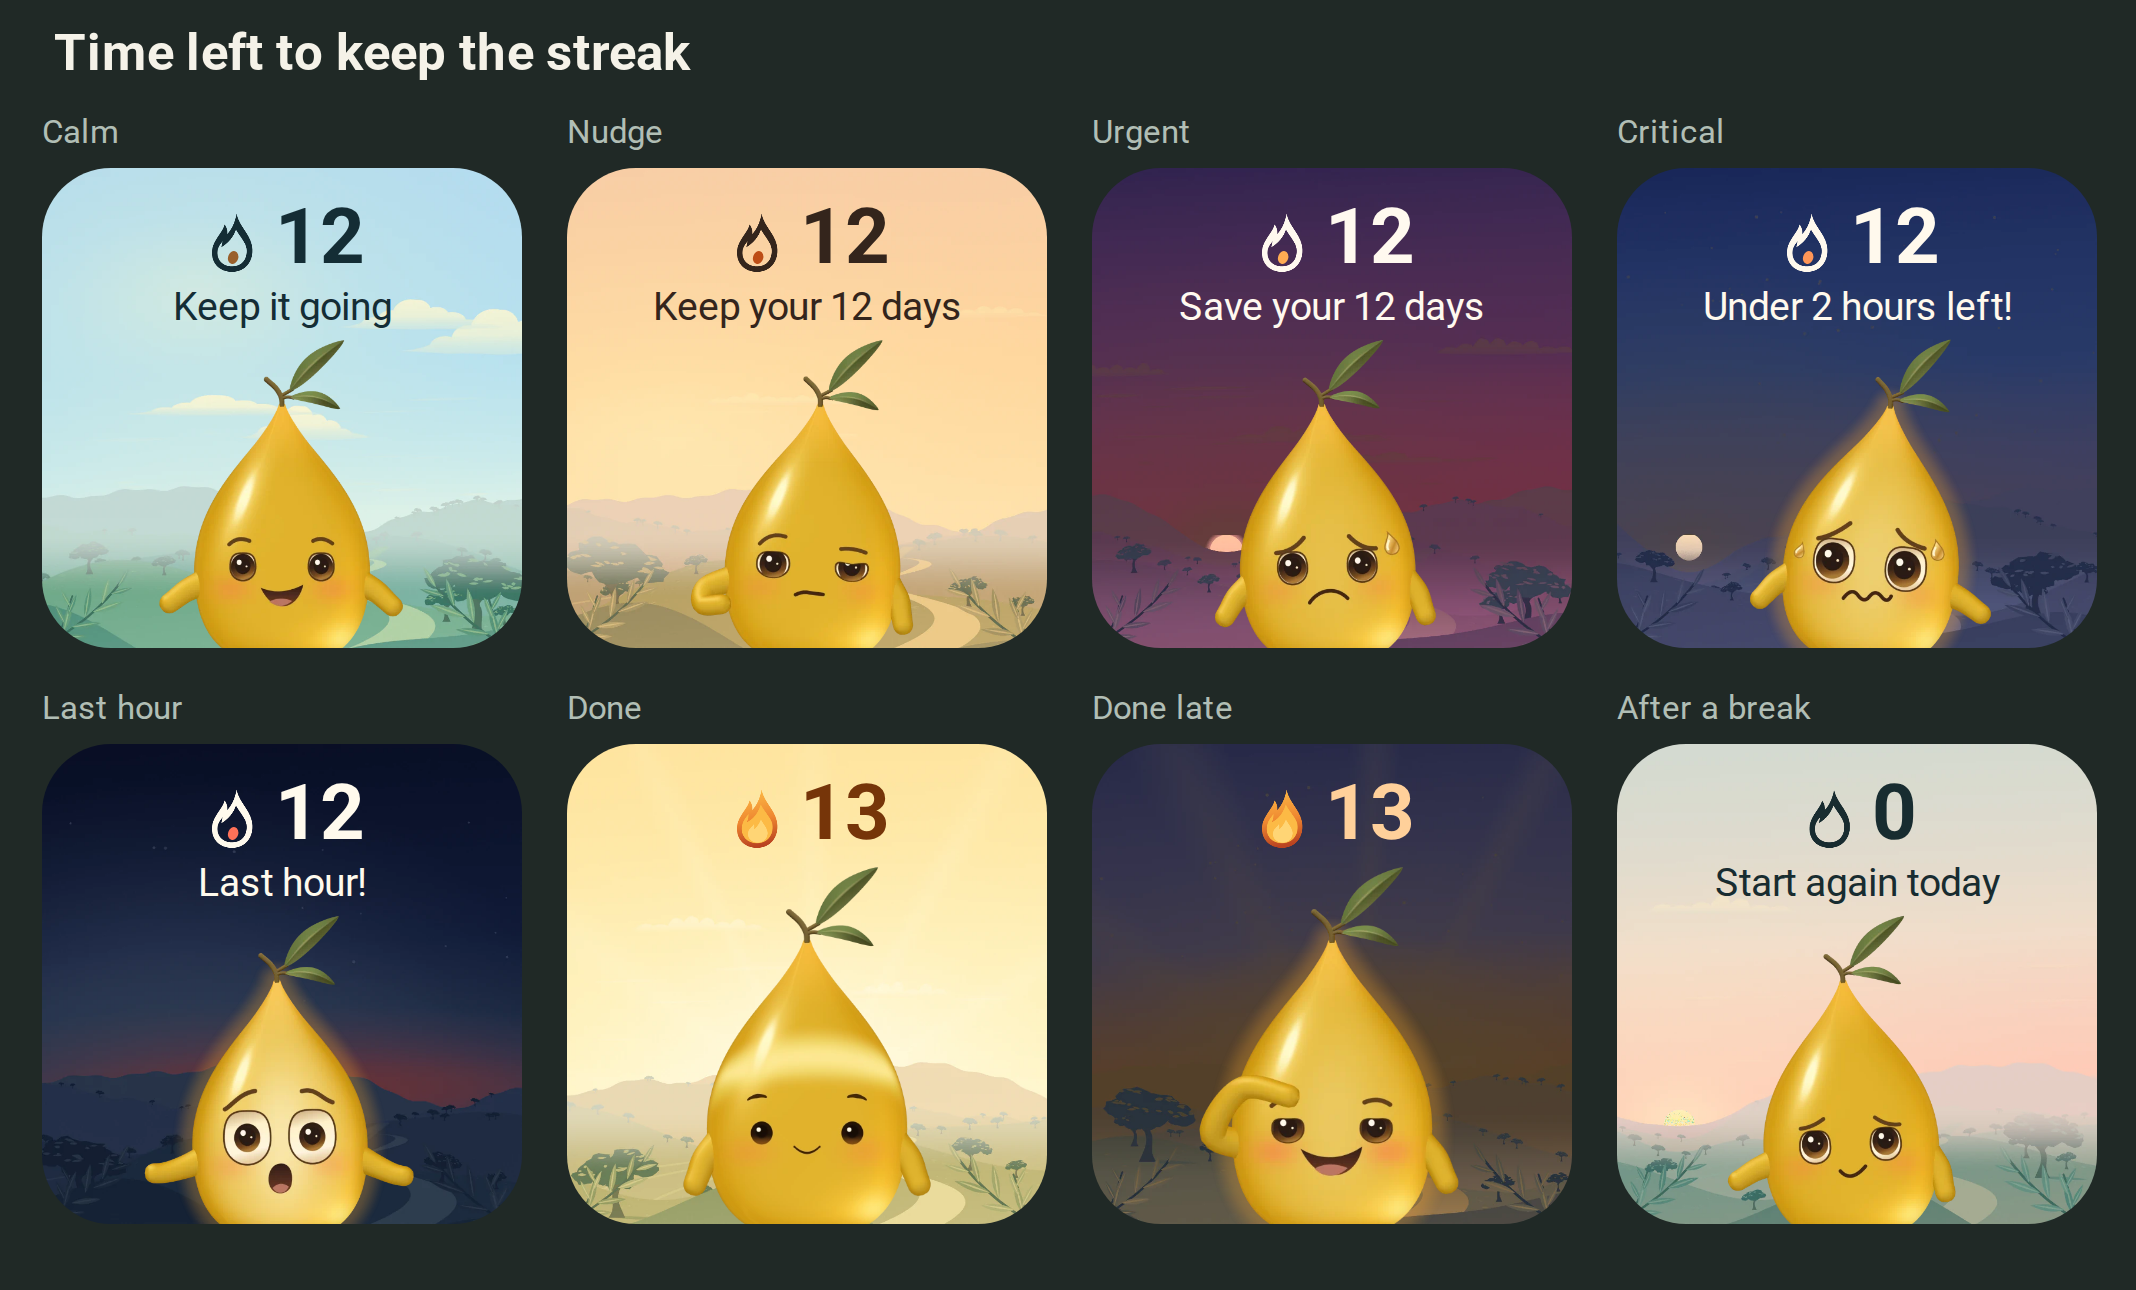 Time left to keep the streak
Calm
12
Keep it going
Nudge
12
Keep your 12 days
Urgent
12
Save your 12 days
Critical
12
Under 2 hours left!
Last hour
12
Last hour!
Done
13
Done late
13
After a break
0
Start again today